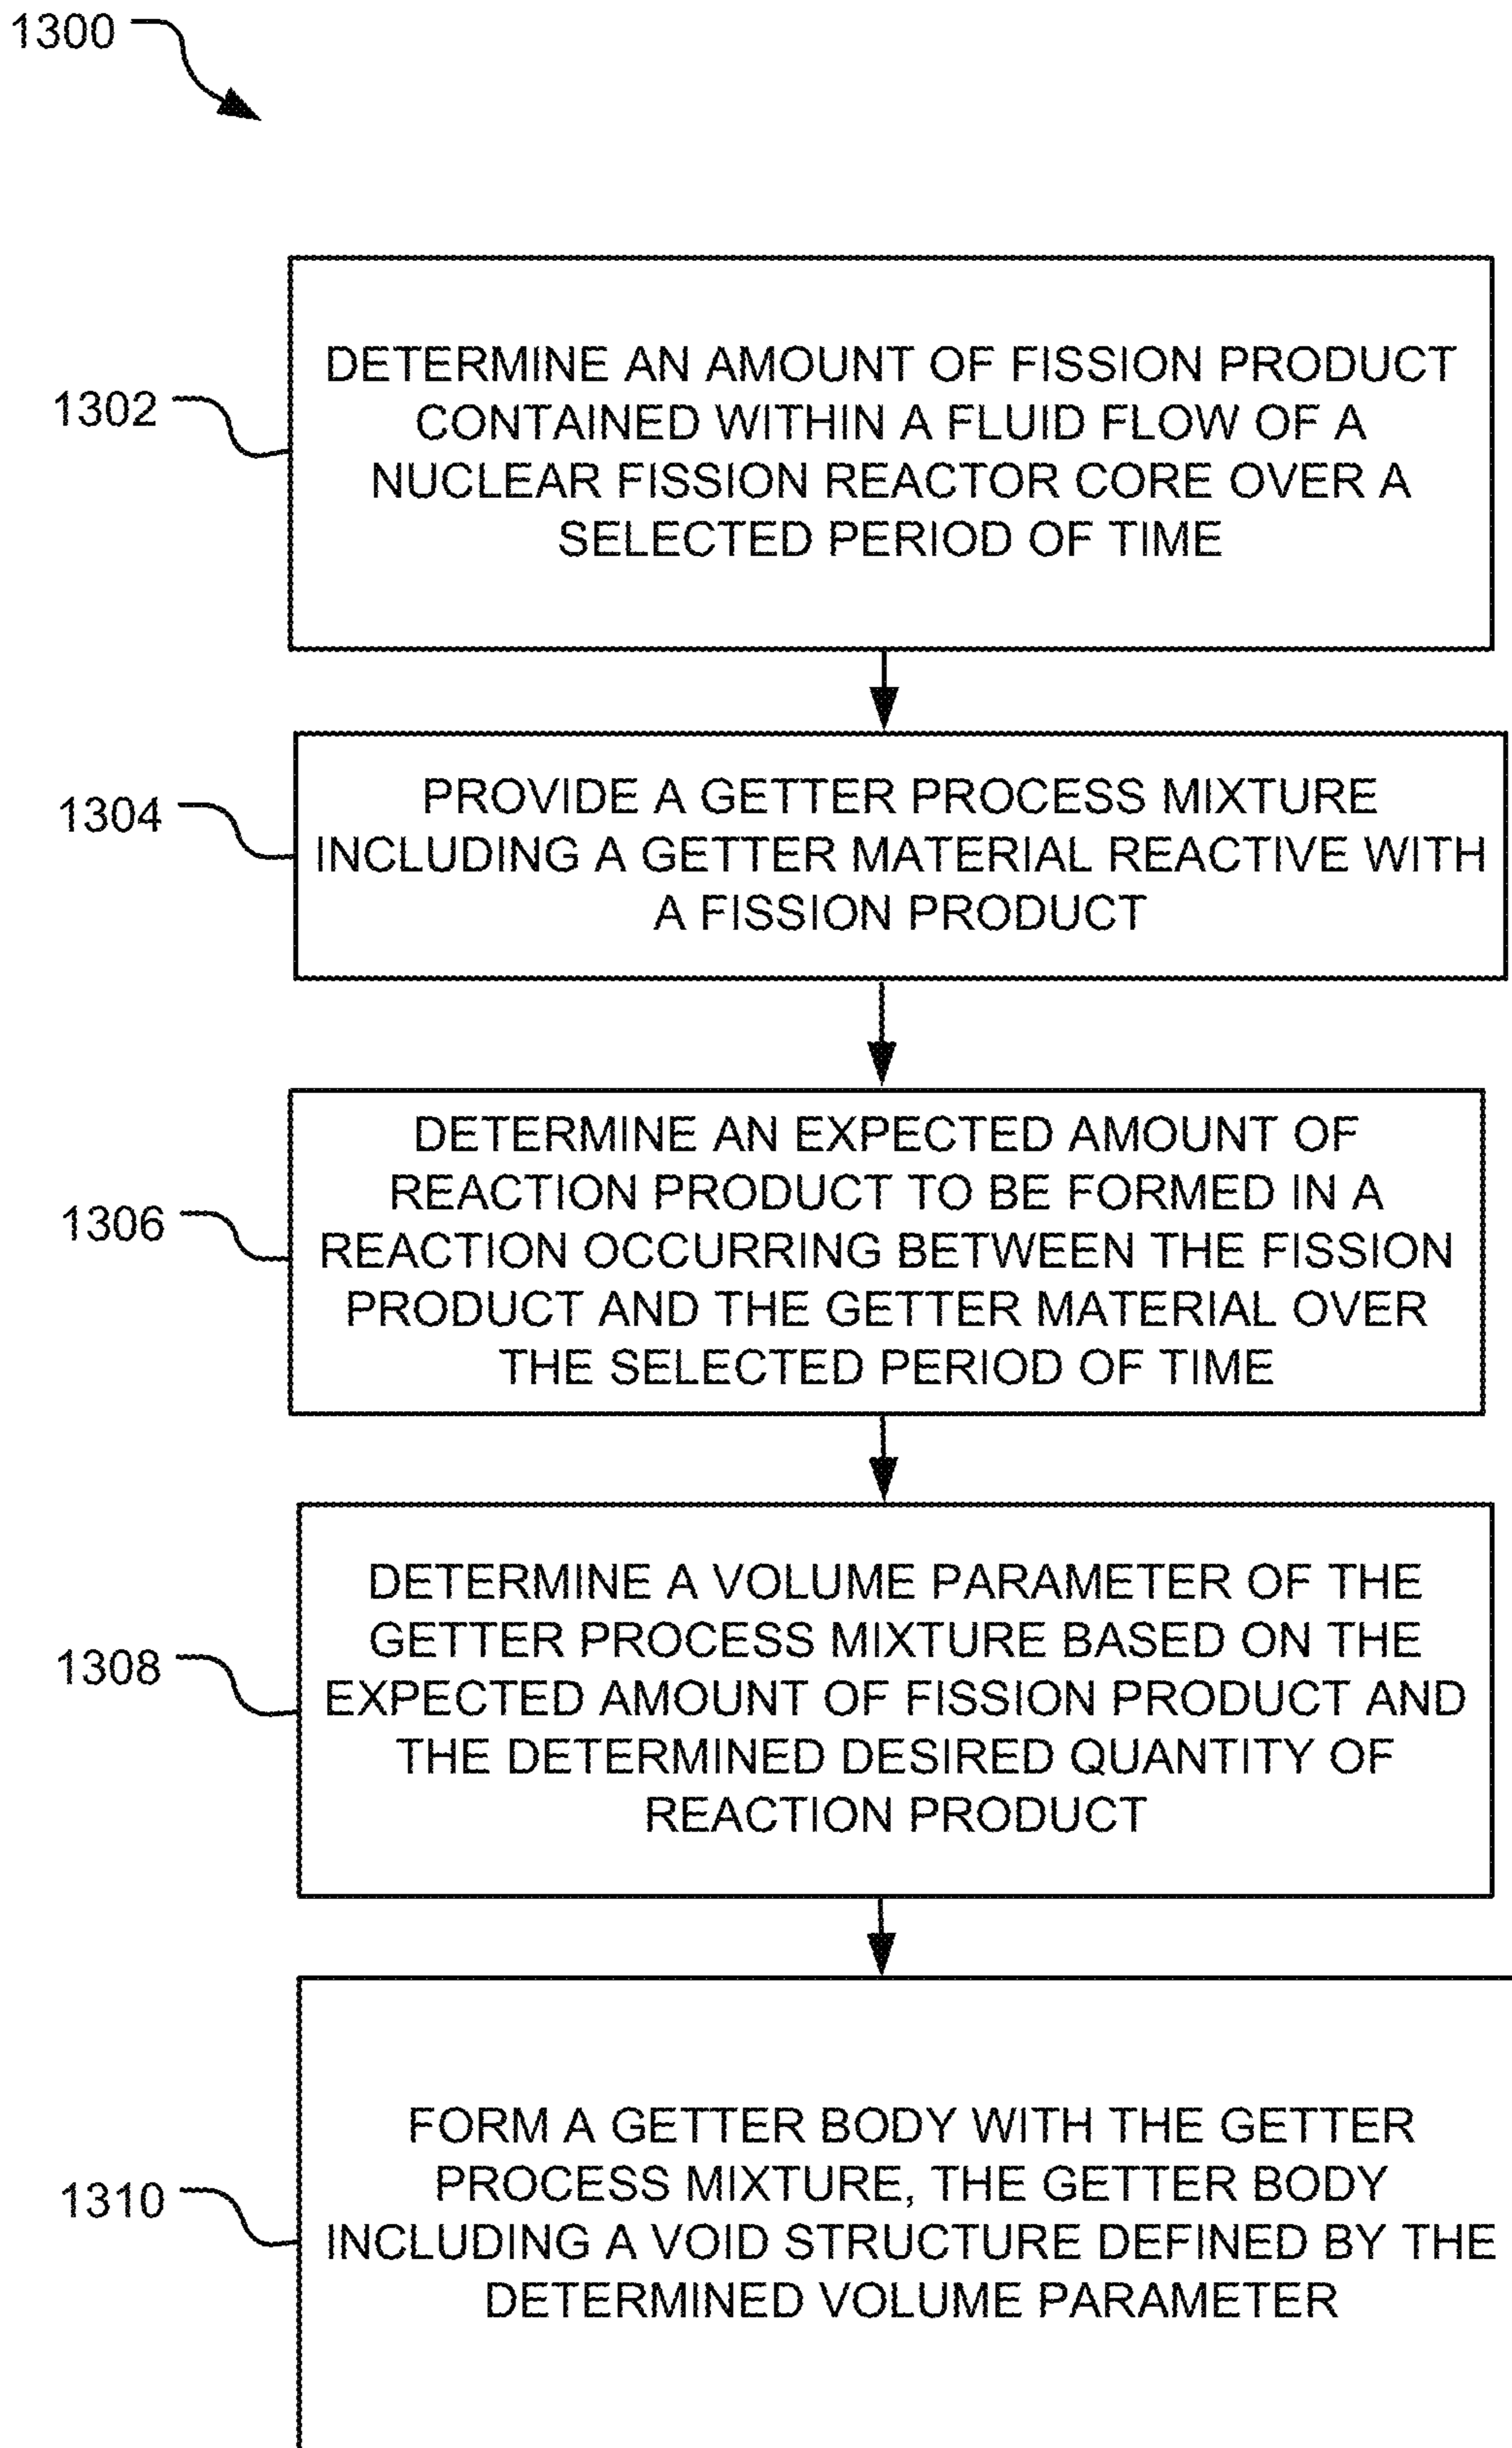 1300
1302
DETERMINE AN AMOUNT OF FISSION PRODUCT
CONTAINED WITHIN A FLUID FLOW OF A
NUCLEAR FISSION REACTOR CORE OVER A
SELECTED PERIOD OF TIME
1304
PROVIDE A GETTER PROCESS MIXTURE
INCLUDING A GETTER MATERIAL REACTIVE WITH
A FISSION PRODUCT
1306
DETERMINE AN EXPECTED AMOUNT OF
REACTION PRODUCT TO BE FORMED IN A
REACTION OCCURRING BETWEEN THE FISSION
PRODUCT AND THE GETTER MATERIAL OVER
THE SELECTED PERIOD OF TIME
1308
DETERMINE A VOLUME PARAMETER OF THE
GETTER PROCESS MIXTURE BASED ON THE
EXPECTED AMOUNT OF FISSION PRODUCT AND
THE DETERMINED DESIRED QUANTITY OF
REACTION PRODUCT
1310
FORM A GETTER BODY WITH THE GETTER
PROCESS MIXTURE, THE GETTER BODY
INCLUDING A VOID STRUCTURE DEFINED BY THE
DETERMINED VOLUME PARAMETER